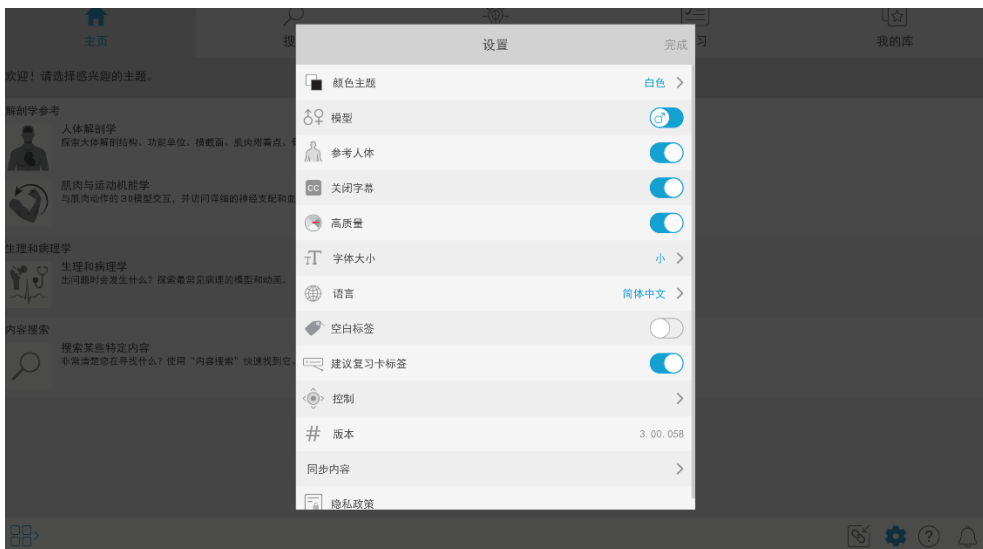 主页
搜
习
我的库
欢迎！请选择感兴趣的主题。
解剖学参考
人体解剖学
探索大体解剖结构、功能单位、横截面、肌肉附着点、
肌肉与运动机能学
与肌肉动作的3D模型交互，并访问详细的神经支配和血
生理和病理学
生理和病理学
出问题时会发生什么？探索最常见病理的模型和动画。
内容搜索
搜索某些特定内容
非常清楚您在寻找什么？使用“内容搜索”快速找到它。
设置
完成
颜色主题
白色
模型
参考人体
CC 关闭字幕
高质量
TT 字体大小
小
语言
简体中文
空白标签
建议复习卡标签
控制
# 版本
3.00.058
同步内容
隐私政策
?